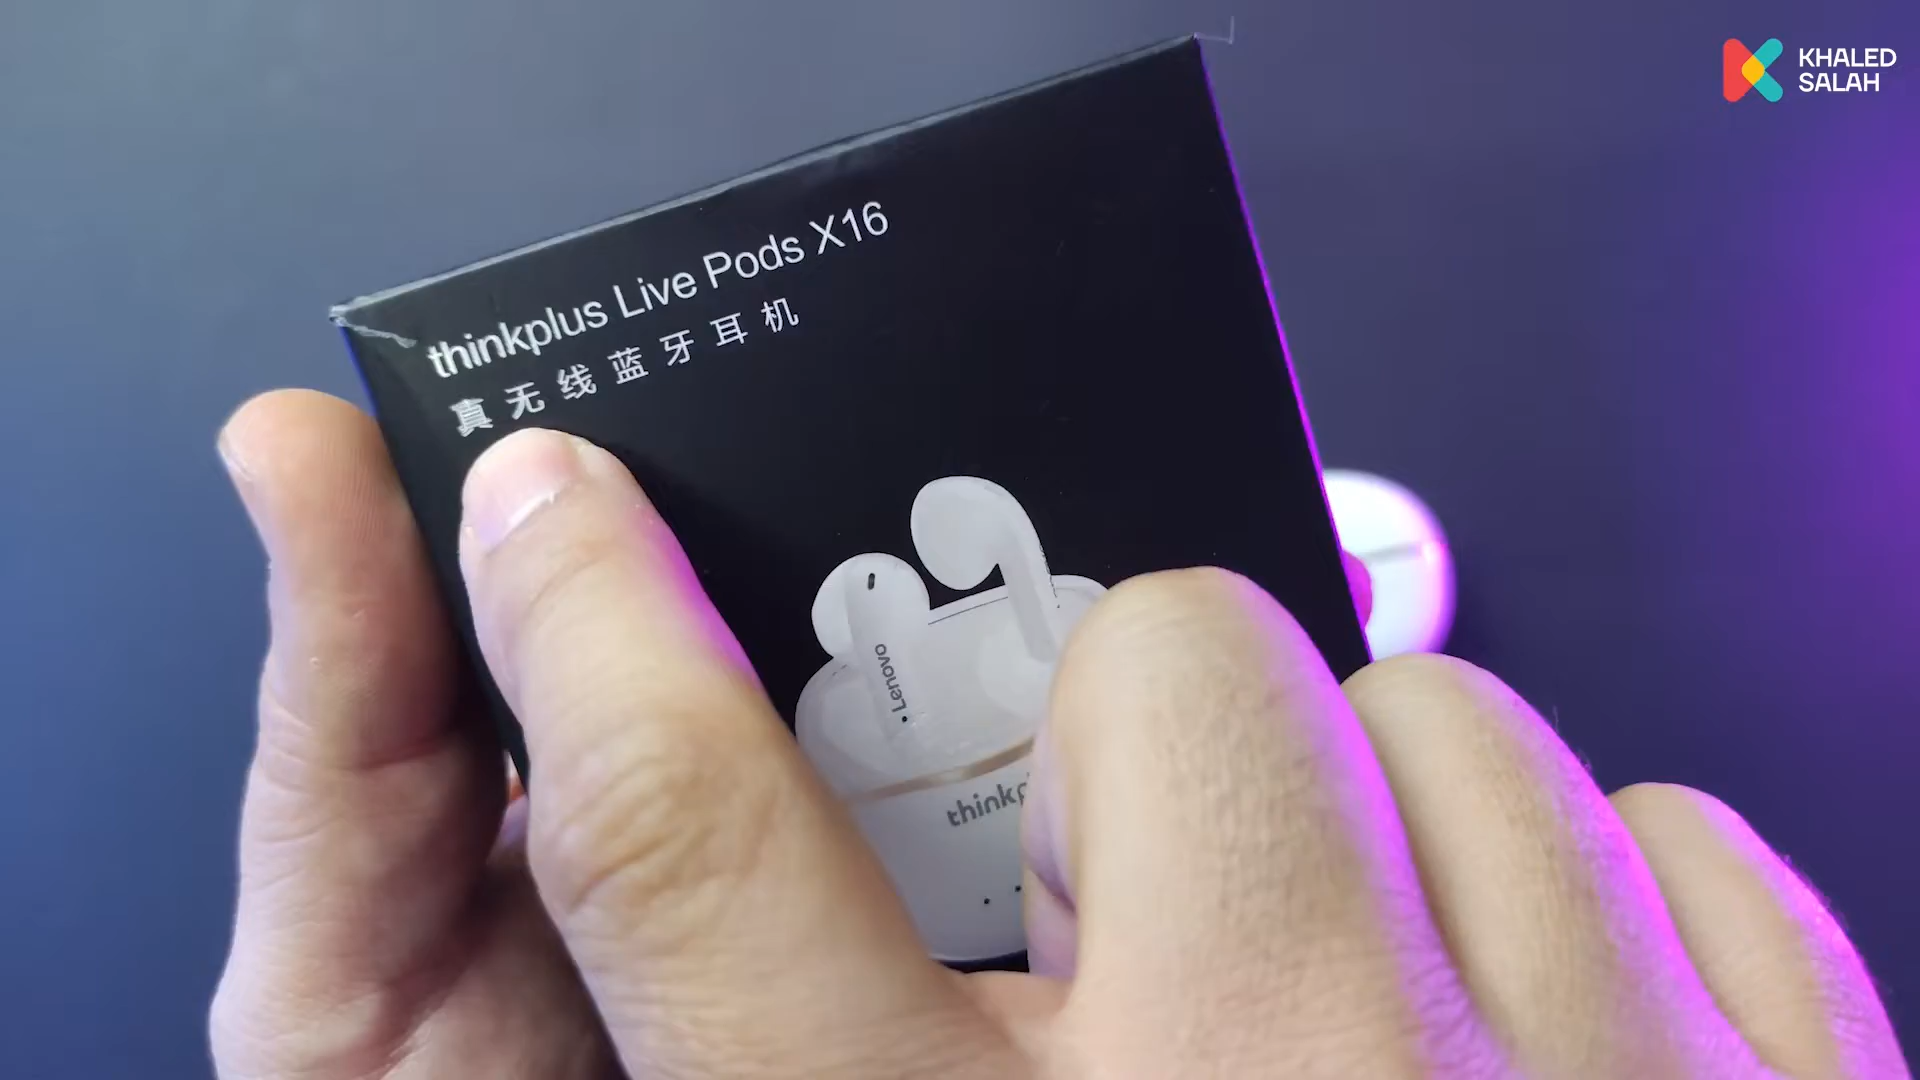 KHALED
SALAH
thinkplus Live Pods X16
真无线蓝牙耳机
Lenovo